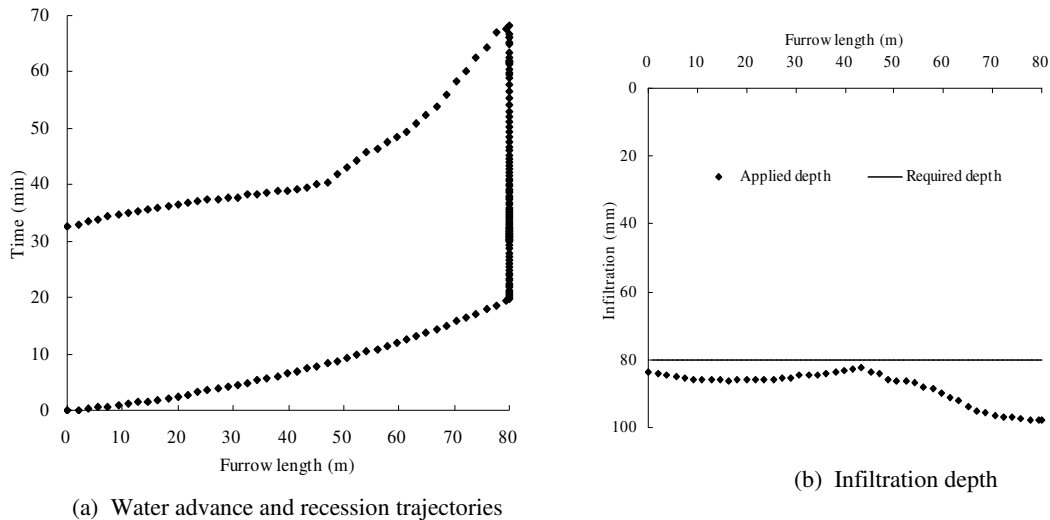 70
60
50
40
30
20
10
0
Time (min)
0 10 20 30 40 50 60 70 80
Furrow length (m)
(a) Water advance and recession trajectories
Furrow length (m)
0 10 20 30 40 50 60 70 80
0
20
40
60
80
100
Infiltration (mm)
Applied depth Required depth
(b) Infiltration depth